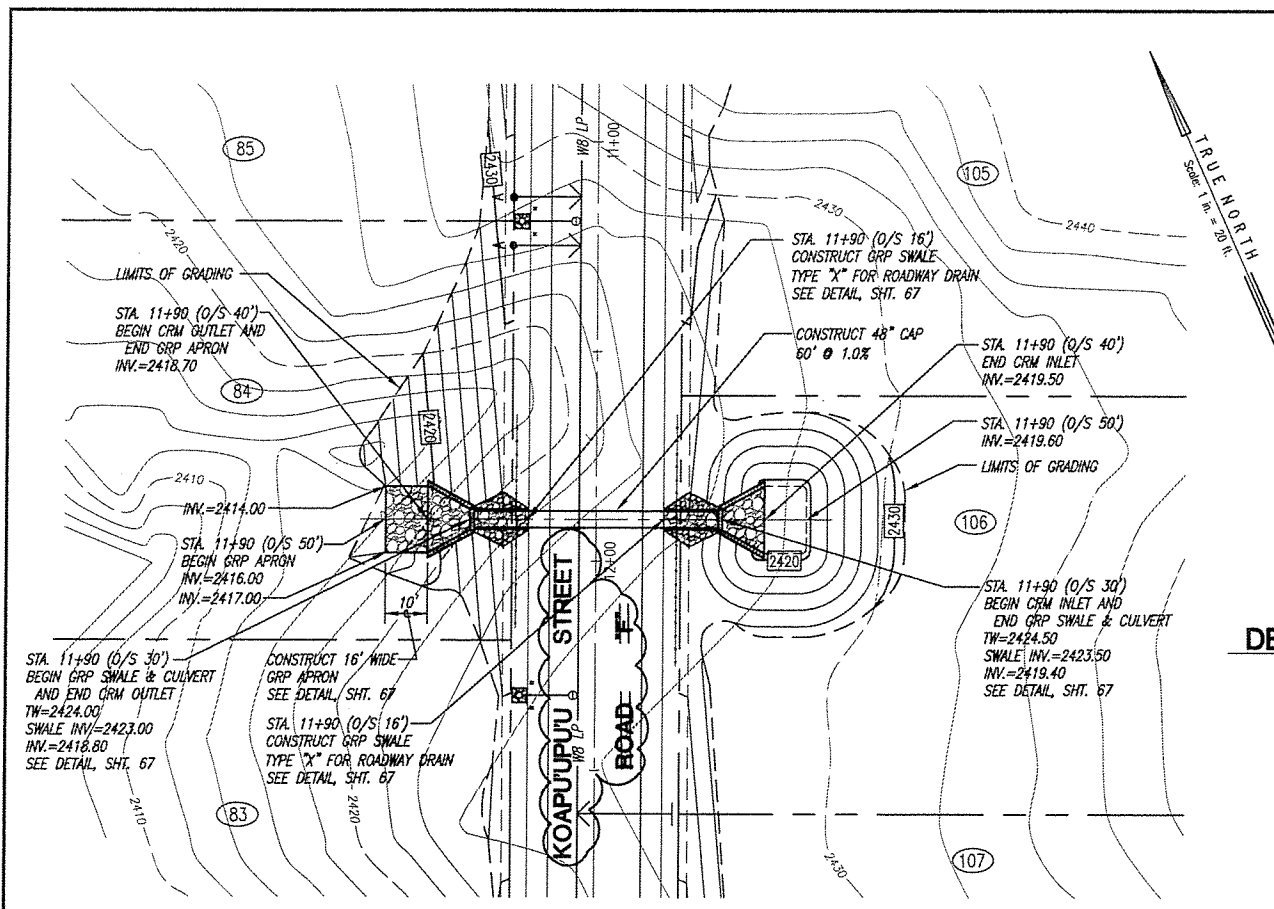 85
2430
W8 LP
11+00
105
TRUE NORTH
Scale: 1 in. = 20 ft.
2430
2440
2420
A
A
LIMITS OF GRADING
STA. 11+90 (O/S 40')
BEGIN CRM OUTLET AND
END GRP APRON
INV.=2418.70
84
2420
STA. 11+90 (O/S 16')
CONSTRUCT GRP SWALE
TYPE "X" FOR ROADWAY DRAIN
SEE DETAIL, SHT. 67
CONSTRUCT 48" CAP
60' @ 1.0%
STA. 11+90 (O/S 40')
END CRM INLET
INV.=2419.50
STA. 11+90 (O/S 50')
INV.=2419.60
LIMITS OF GRADING
2410
INV.=2414.00
STA. 11+90 (O/S 50')
BEGIN GRP APRON
INV.=2416.00
INV.=2417.00
10'
2420
2430
106
12+00
STA. 11+90 (O/S 30')
BEGIN CRM INLET AND
END GRP SWALE & CULVERT
TW=2424.50
SWALE INV.=2423.50
INV.=2419.40
SEE DETAIL, SHT. 67
DE
STA. 11+90 (O/S 30')
BEGIN GRP SWALE & CULVERT
AND END CRM OUTLET
TW=2424.00
SWALE INV.=2423.00
INV.=2418.80
SEE DETAIL, SHT. 67
CONSTRUCT 16' WIDE
GRP APRON
SEE DETAIL, SHT. 67
STA. 11+90 (O/S 16')
CONSTRUCT GRP SWALE
TYPE "X" FOR ROADWAY DRAIN
SEE DETAIL, SHT. 67
KOAPU'UPU'U STREET
ROAD "F"
W8 LP
83
2410
2420
2430
107